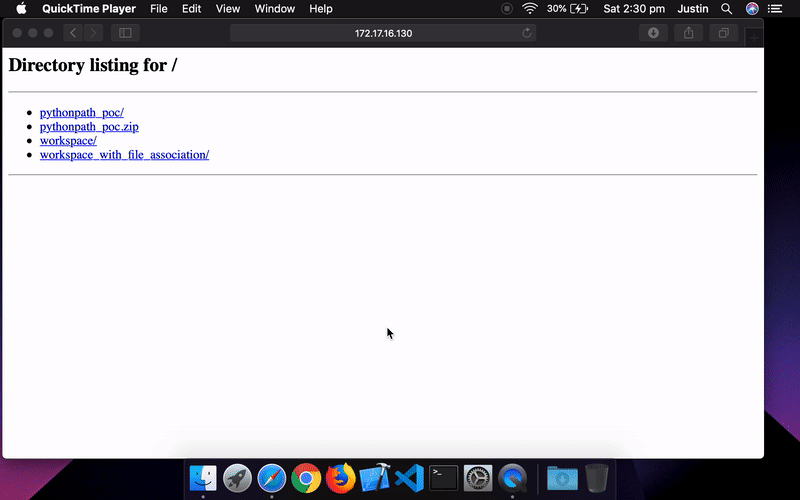 QuickTime Player File Edit View Window Help 30% Sat 2:30 pm Justin
172.17.16.130
Directory listing for /
pythonpath_poc/
pythonpath_poc.zip
workspace/
workspace_with_file_association/
>_